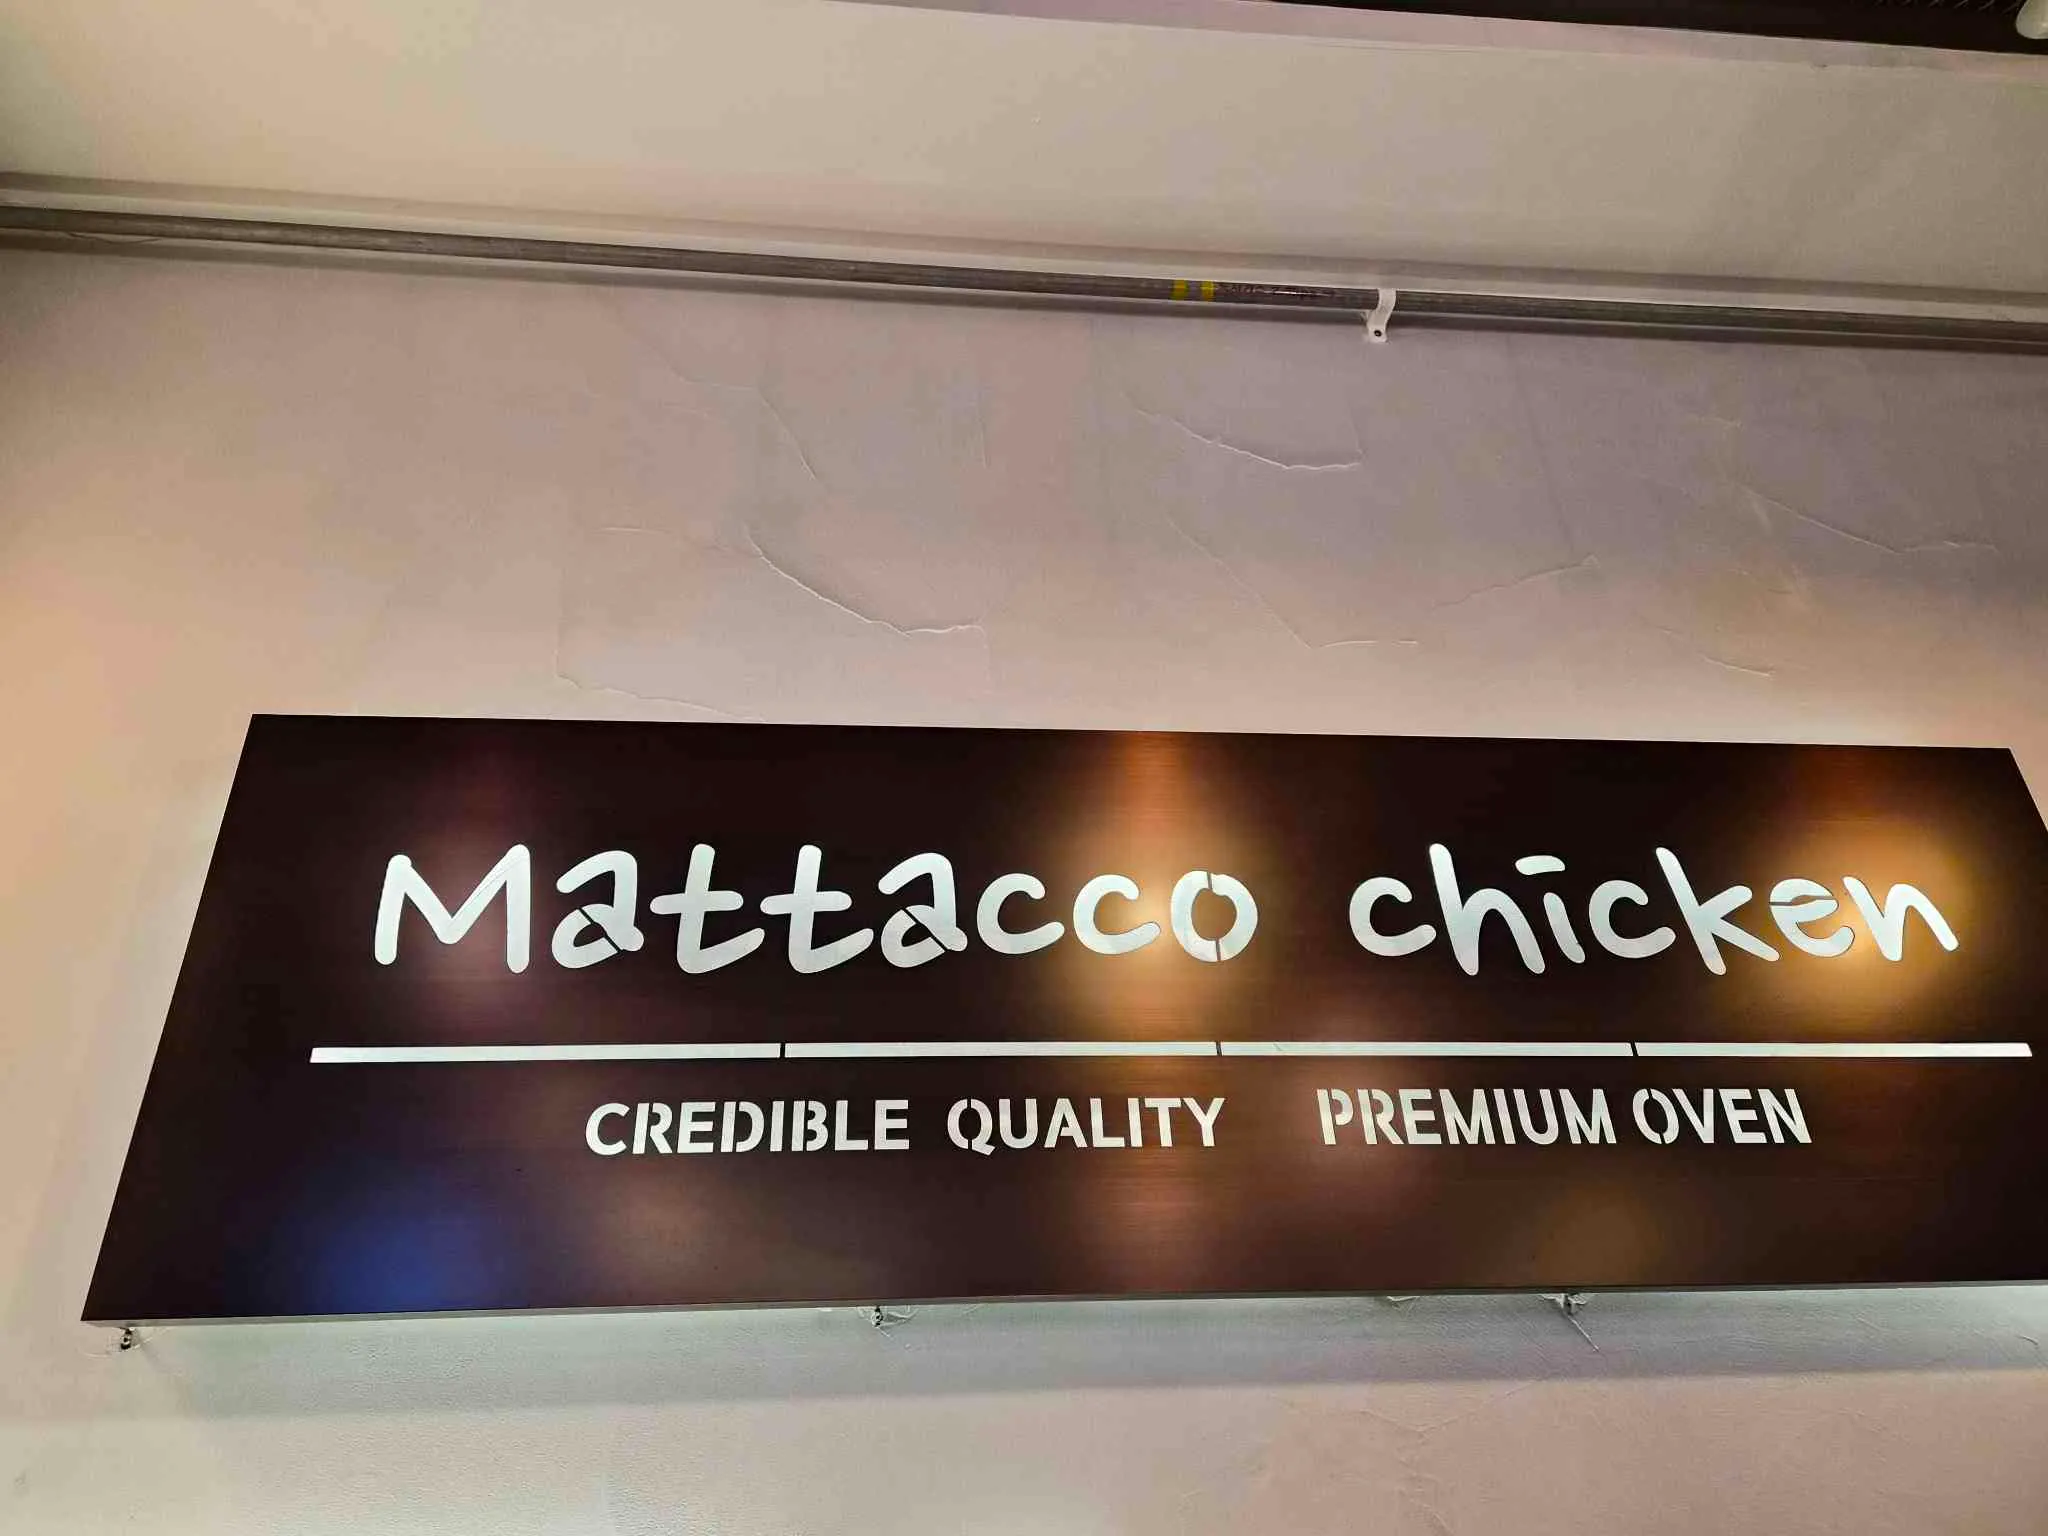 Mattacco chicken
CREDIBLE QUALITY PREMIUM OVEN